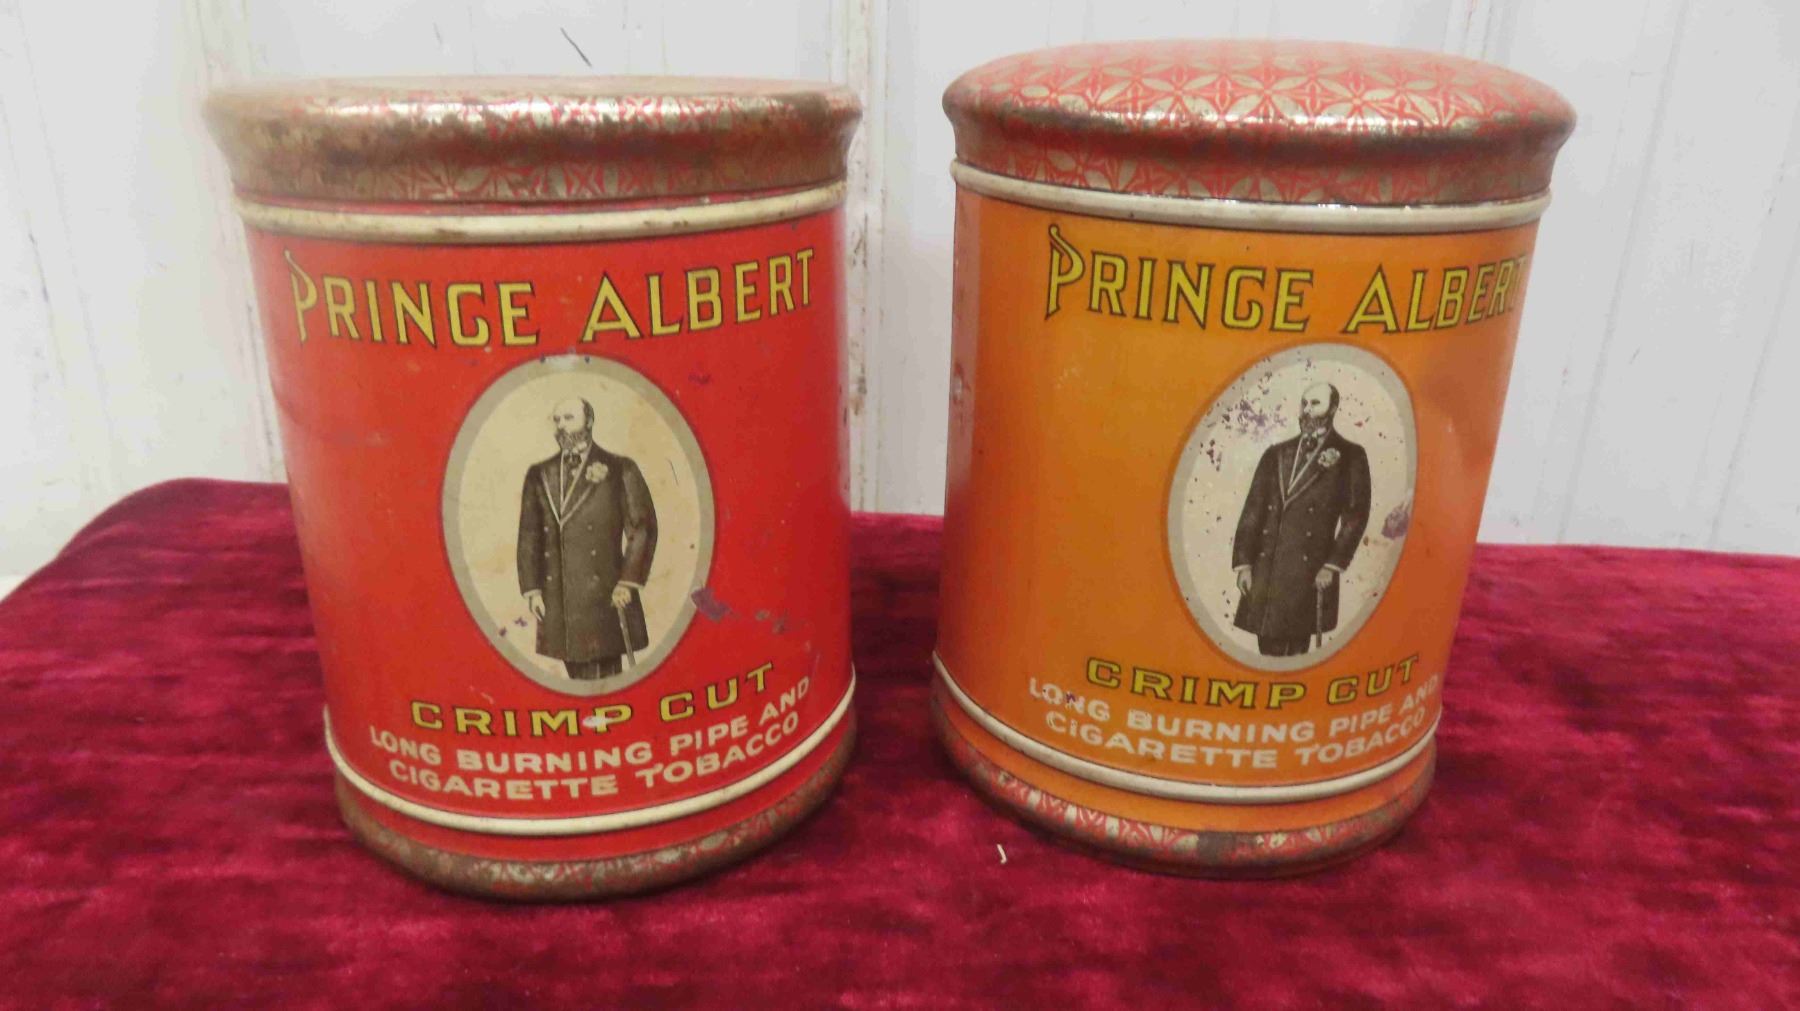 PRINCE ALBERT
CRIMP CUT
LONG BURNING PIPE AND
CIGARETTE TOBACCO
PRINCE ALBERT
CRIMP CUT
LONG BURNING PIPE AND
CIGARETTE TOBACCO